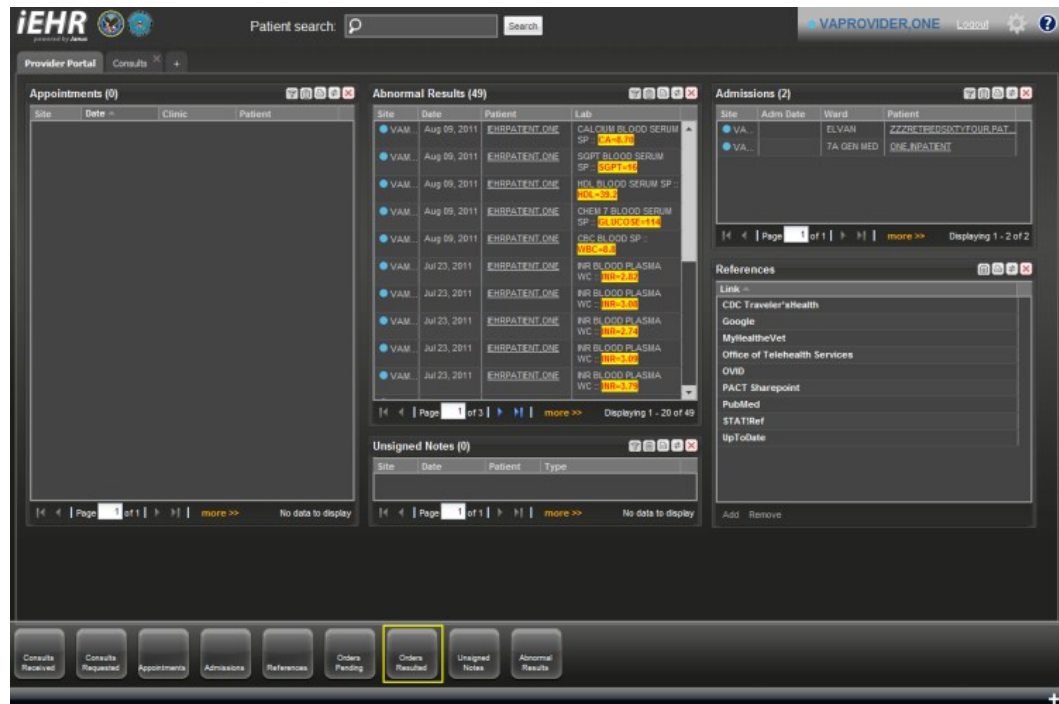 iEHR
powered by Janus
Patient search:
Search
VAPROVIDER,ONE
Logout
?
Provider Portal
Consults
+
Appointments (0)
Site Date Clinic Patient
Page 1 of 1 more >> No data to display
Abnormal Results (49)
Site Date Patient Lab
VAM... Aug 09, 2011 EHRPATIENT,ONE CALCIUM BLOOD SERUM
SP :: CA=8.70
VAM... Aug 09, 2011 EHRPATIENT,ONE SGPT BLOOD SERUM
SP :: SGPT=16
VAM... Aug 09, 2011 EHRPATIENT,ONE HDL BLOOD SERUM SP ::
HDL=39.2
VAM... Aug 09, 2011 EHRPATIENT,ONE CHEM 7 BLOOD SERUM
SP :: GLUCOSE=114
VAM... Aug 09, 2011 EHRPATIENT,ONE CBC BLOOD SP ::
WBC=8.8
VAM... Jul 23, 2011 EHRPATIENT,ONE INR BLOOD PLASMA
WC :: INR=2.82
VAM... Jul 23, 2011 EHRPATIENT,ONE INR BLOOD PLASMA
WC :: INR=3.08
VAM... Jul 23, 2011 EHRPATIENT,ONE INR BLOOD PLASMA
WC :: INR=2.74
VAM... Jul 23, 2011 EHRPATIENT,ONE INR BLOOD PLASMA
WC :: INR=3.09
VAM... Jul 23, 2011 EHRPATIENT,ONE INR BLOOD PLASMA
WC :: INR=3.79
Page 1 of 3 more >> Displaying 1 - 20 of 49
Unsigned Notes (0)
Site Date Patient Type
Page 1 of 1 more >> No data to display
Admissions (2)
Site Adm Date Ward Patient
VA... ELVAN ZZZRETIREDSIXTYFOUR,PAT...
VA... 7A GEN MED ONE,INPATIENT
Page 1 of 1 more >> Displaying 1 - 2 of 2
References
Link
CDC Traveler'sHealth
Google
MyHealtheVet
Office of Telehealth Services
OVID
PACT Sharepoint
PubMed
STAT!Ref
UpToDate
Add Remove
Consults
Received
Consults
Requested
Appointments
Admissions
References
Orders
Pending
Orders
Resulted
Unsigned
Notes
Abnormal
Results
+